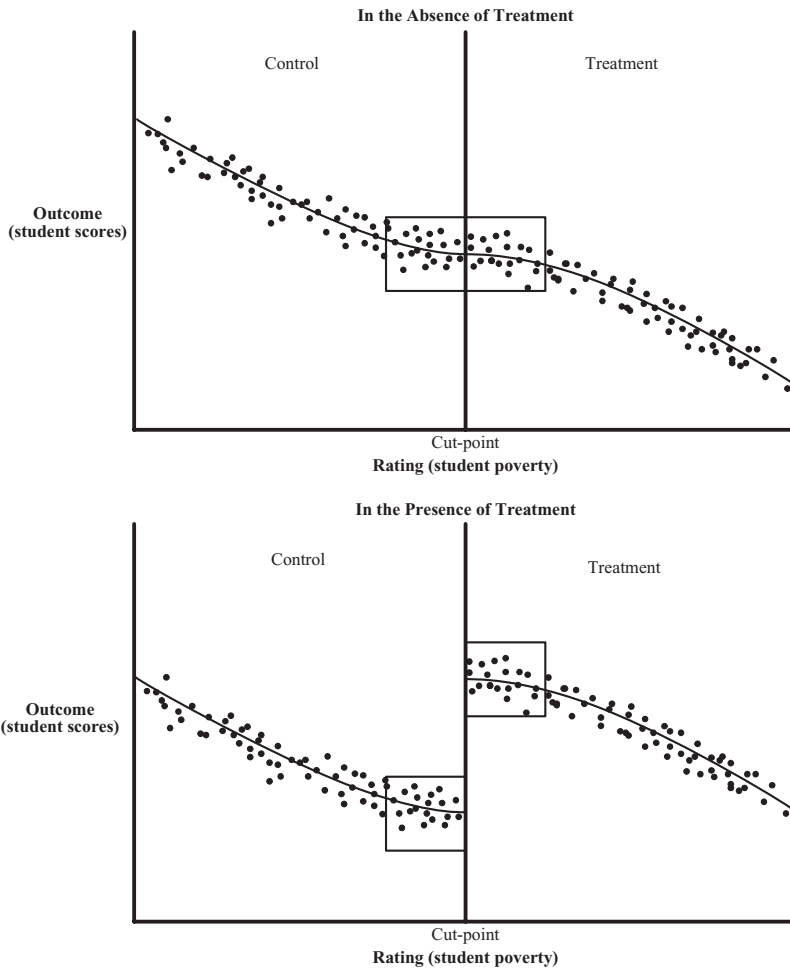 In the Absence of Treatment
Control
Treatment
Outcome
(student scores)
Cut-point
Rating (student poverty)
In the Presence of Treatment
Control
Treatment
Outcome
(student scores)
Cut-point
Rating (student poverty)